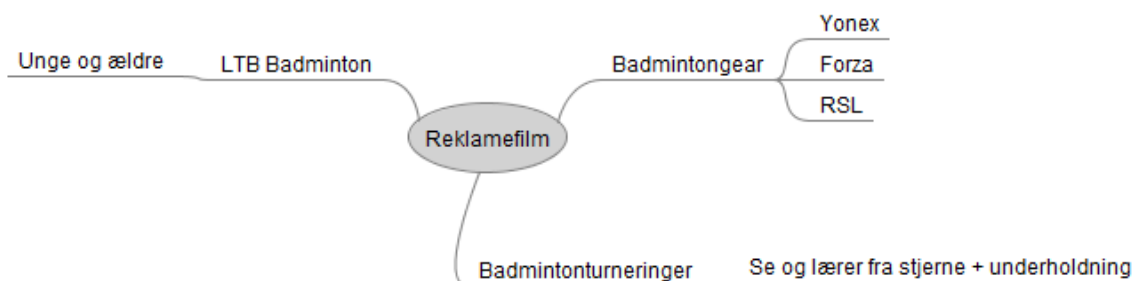 Yonex
Unge og ældre
LTB Badminton
Badmintongear
Forza
RSL
Reklamefilm
Badmintonturneringer
Se og lærer fra stjerne + underholdning